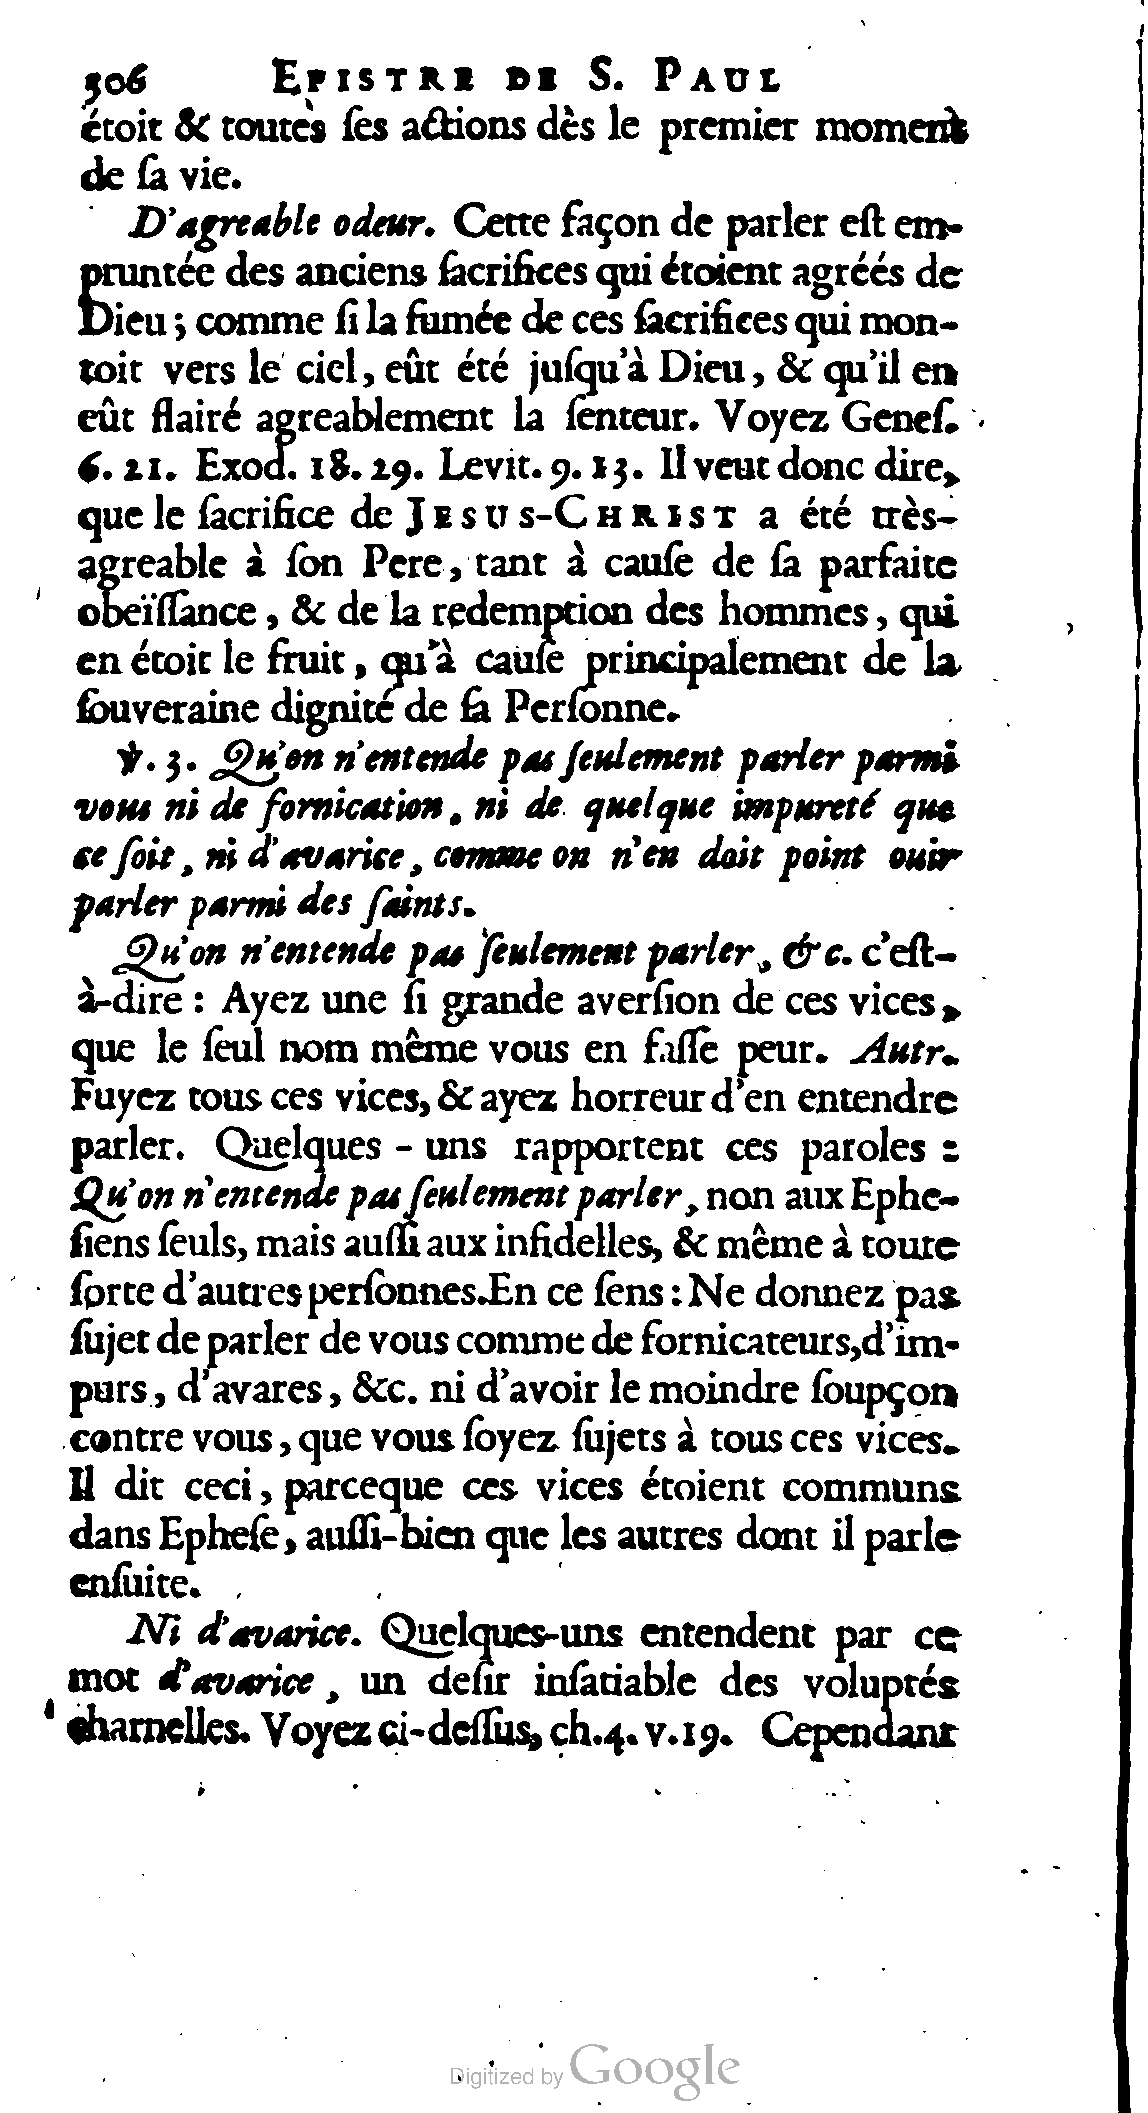 306 EPISTRE DE S. PAUL
étoit & toutes ſes actions dès le premier moment
de ſa vie.
D'agreable odeur. Cette façon de parler eſt em-
pruntée des anciens ſacrifices qui étoient agréés de
Dieu ; comme ſi la fumée de ces ſacrifices qui mon-
toit vers le ciel, eût été juſqu'à Dieu, & qu'il en
eût flairé agreablement la ſenteur. Voyez Geneſ.
6. 21. Exod. 18. 29. Levit. 9. 13. Il veut donc dire,
que le ſacrifice de JESUS-CHRIST a été très-
agreable à ſon Pere, tant à cauſe de ſa parfaite
obeïſſance, & de la redemption des hommes, qui
en étoit le fruit, qu'à cauſe principalement de la
ſouveraine dignité de ſa Perſonne.
℣. 3. Qu'on n'entende pas ſeulement parler parmi
vous ni de fornication, ni de quelque impureté que
ce ſoit, ni d'avarice, comme on n'en doit point ouir
parler parmi des ſaints.
Qu'on n'entende pas ſeulement parler, &c. c'eſt-
à-dire : Ayez une ſi grande averſion de ces vices,
que le ſeul nom même vous en faſſe peur. Autr.
Fuyez tous ces vices, & ayez horreur d'en entendre
parler. Quelques-uns rapportent ces paroles :
Qu'on n'entende pas ſeulement parler, non aux Ephe-
ſiens ſeuls, mais auſſi aux infidelles, & même à toute
ſorte d'autres perſonnes. En ce ſens : Ne donnez pas
ſujet de parler de vous comme de fornicateurs, d'im-
purs, d'avares, &c. ni d'avoir le moindre ſoupçon
contre vous, que vous ſoyez ſujets à tous ces vices.
Il dit ceci, parceque ces vices étoient communs
dans Epheſe, auſſi-bien que les autres dont il parle
enſuite.
Ni d'avarice. Quelques-uns entendent par ce
mot d'avarice, un deſir inſatiable des voluptés
charnelles. Voyez ci-deſſus, ch. 4. v. 19. Cependant
Digitized by Google